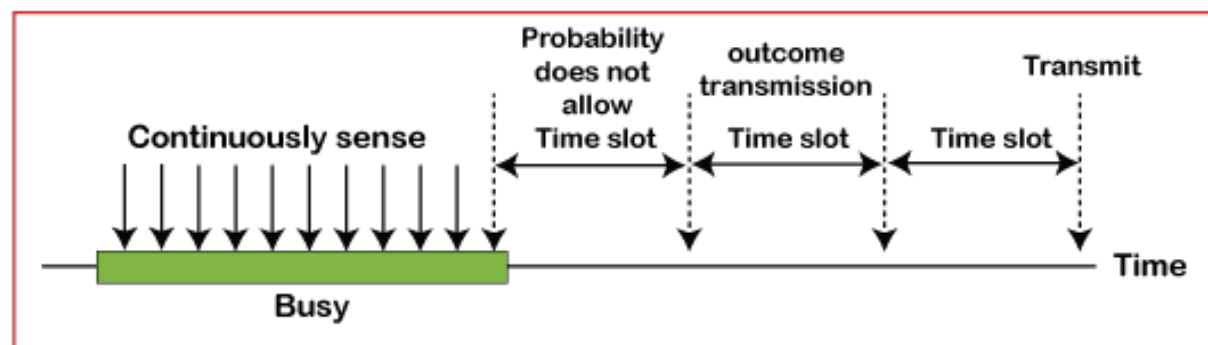 Probability
does not
allow
outcome
transmission
Transmit
Continuously sense
Time slot
Time slot
Time slot
Time
Busy